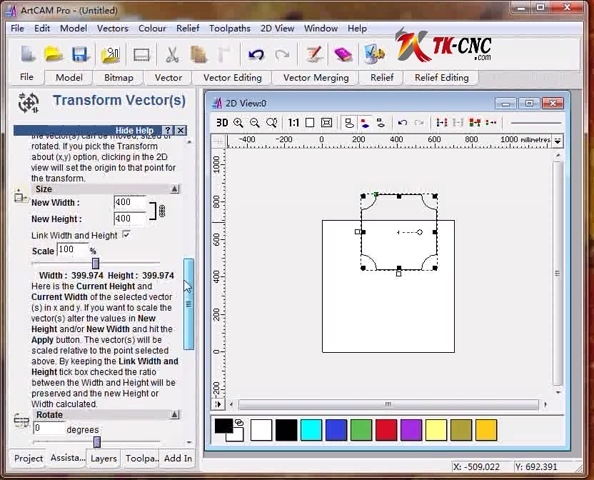 ArtCAM Pro - (Untitled)
File Edit Model Vectors Colour Relief Toolpaths 2D View Window Help
TK-CNC
.com
File Model Bitmap Vector Vector Editing Vector Merging Relief Relief Editing
Transform Vector(s)
Hide Help ? X
the vector(s) can be moved, sized or
rotated. If you pick the Transform
about (x,y) option, clicking in the 2D
view will set the origin to that point for
the transform.
Size
New Width : 400
New Height : 400
Link Width and Height
Scale 100 %
Width : 399.974 Height : 399.974
Here is the Current Height and
Current Width of the selected vector
(s) in x and y. If you want to scale
the vector(s) alter the values in New
Height and/or New Width and hit the
Apply button. The vector(s) will be
scaled relative to the point selected
above. By keeping the Link Width and
Height tick box checked the ratio
between the Width and Height will be
preserved and the new Height or
Width calculated.
Rotate
0 degrees
Project Assista... Layers Toolpa... Add In
2D View:0
3D 1:1
-400 -200 0 200 400 600 800 1000 millimetres
1000
800
600
400
200
0
-200
X: -509.022 Y: 692.391